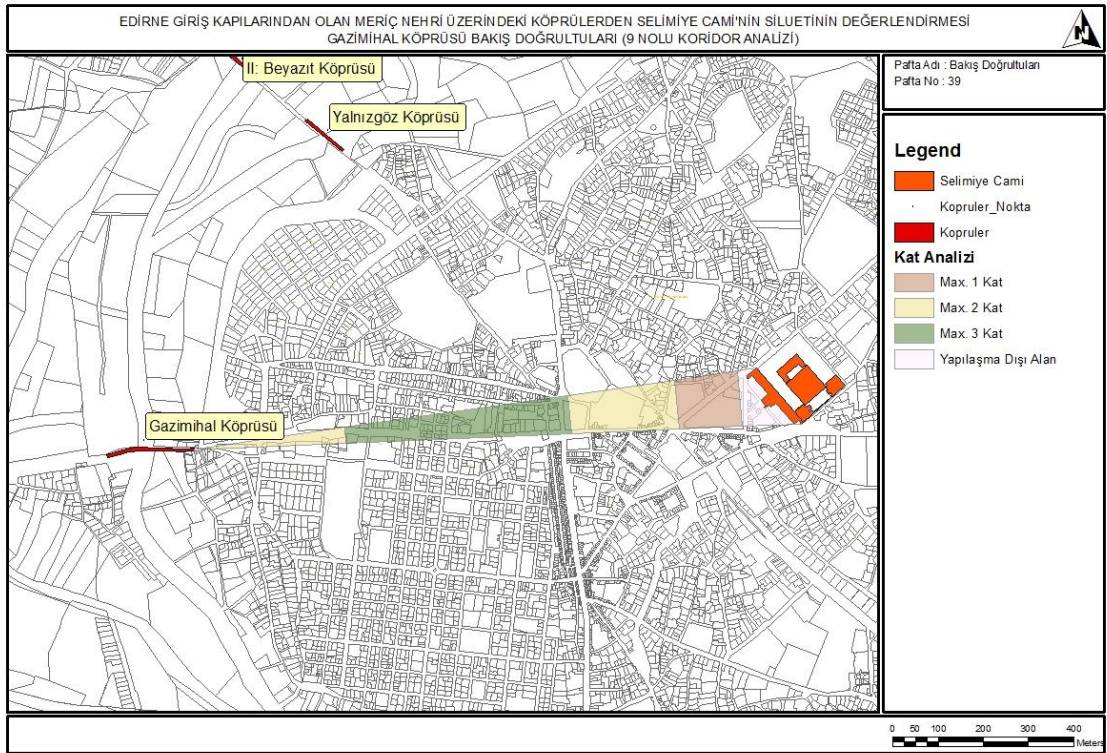 EDİRNE GİRİŞ KAPILARINDAN OLAN MERİÇ NEHRİ ÜZERİNDEKİ KÖPRÜLERDEN SELİMİYE CAMİ'NİN SİLUETİNİN DEĞERLENDİRMESİ
GAZİMİHAL KÖPRÜSÜ BAKIŞ DOĞRULTULARI (9 NOLU KORİDOR ANALİZİ)
N
Pafta Adı : Bakış Doğrultuları
Pafta No : 39
II: Beyazıt Köprüsü
Yalnızgöz Köprüsü
Gazimihal Köprüsü
Legend
Selimiye Cami
Kopruler_Nokta
Kopruler
Kat Analizi
Max. 1 Kat
Max. 2 Kat
Max. 3 Kat
Yapılaşma Dışı Alan
0 50 100 200 300 400
Meters